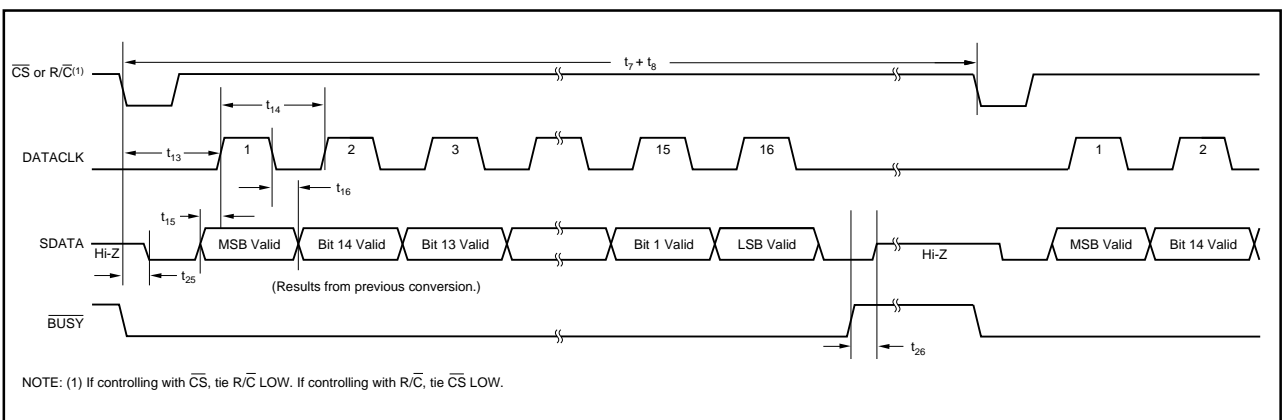 t7 + t8
CS or R/C(1)
t14
DATACLK
t13
1
2
3
15
16
1
2
t16
t15
SDATA
Hi-Z
MSB Valid
Bit 14 Valid
Bit 13 Valid
Bit 1 Valid
LSB Valid
Hi-Z
MSB Valid
Bit 14 Valid
t25
(Results from previous conversion.)
BUSY
t26
NOTE: (1) If controlling with CS, tie R/C LOW. If controlling with R/C, tie CS LOW.